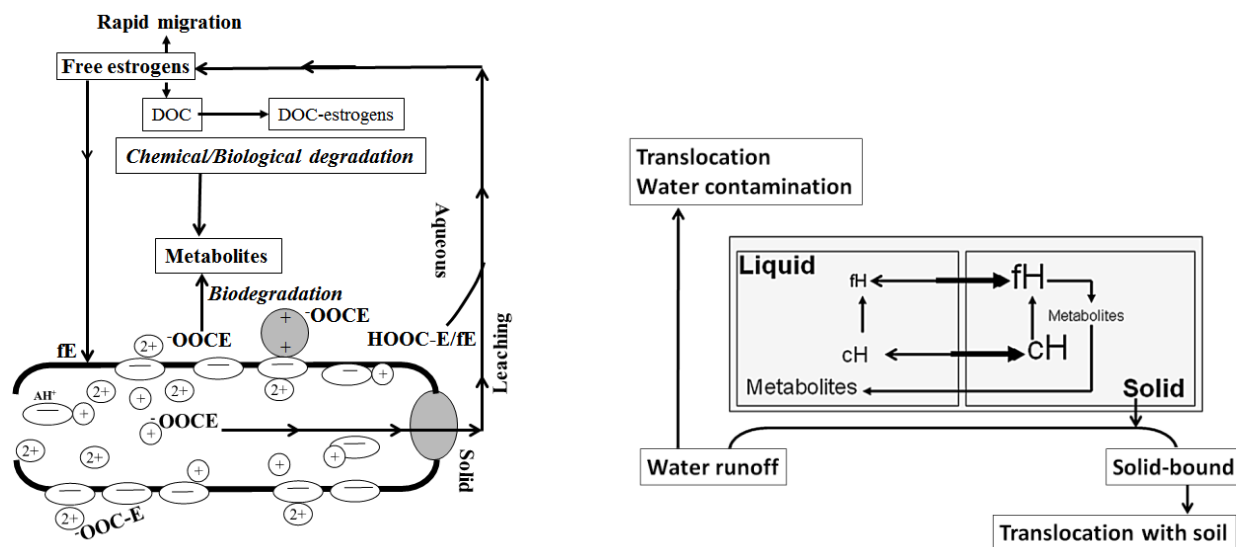 Rapid migration
Free estrogens
DOC
DOC-estrogens
Chemical/Biological degradation
Metabolites
Biodegradation
Aqueous
Leaching
Solid
fE
2+
-OOCE
+
+
-OOCE
HOOC-E/fE
2+
2+
2+
2+
+
+
AH+
+
+
-OOCE
2+
2+
+
+
+
2+
-OOC-E
2+
Translocation
Water contamination
Liquid
fH
fH
Metabolites
cH
cH
Metabolites
Solid
Water runoff
Solid-bound
Translocation with soil